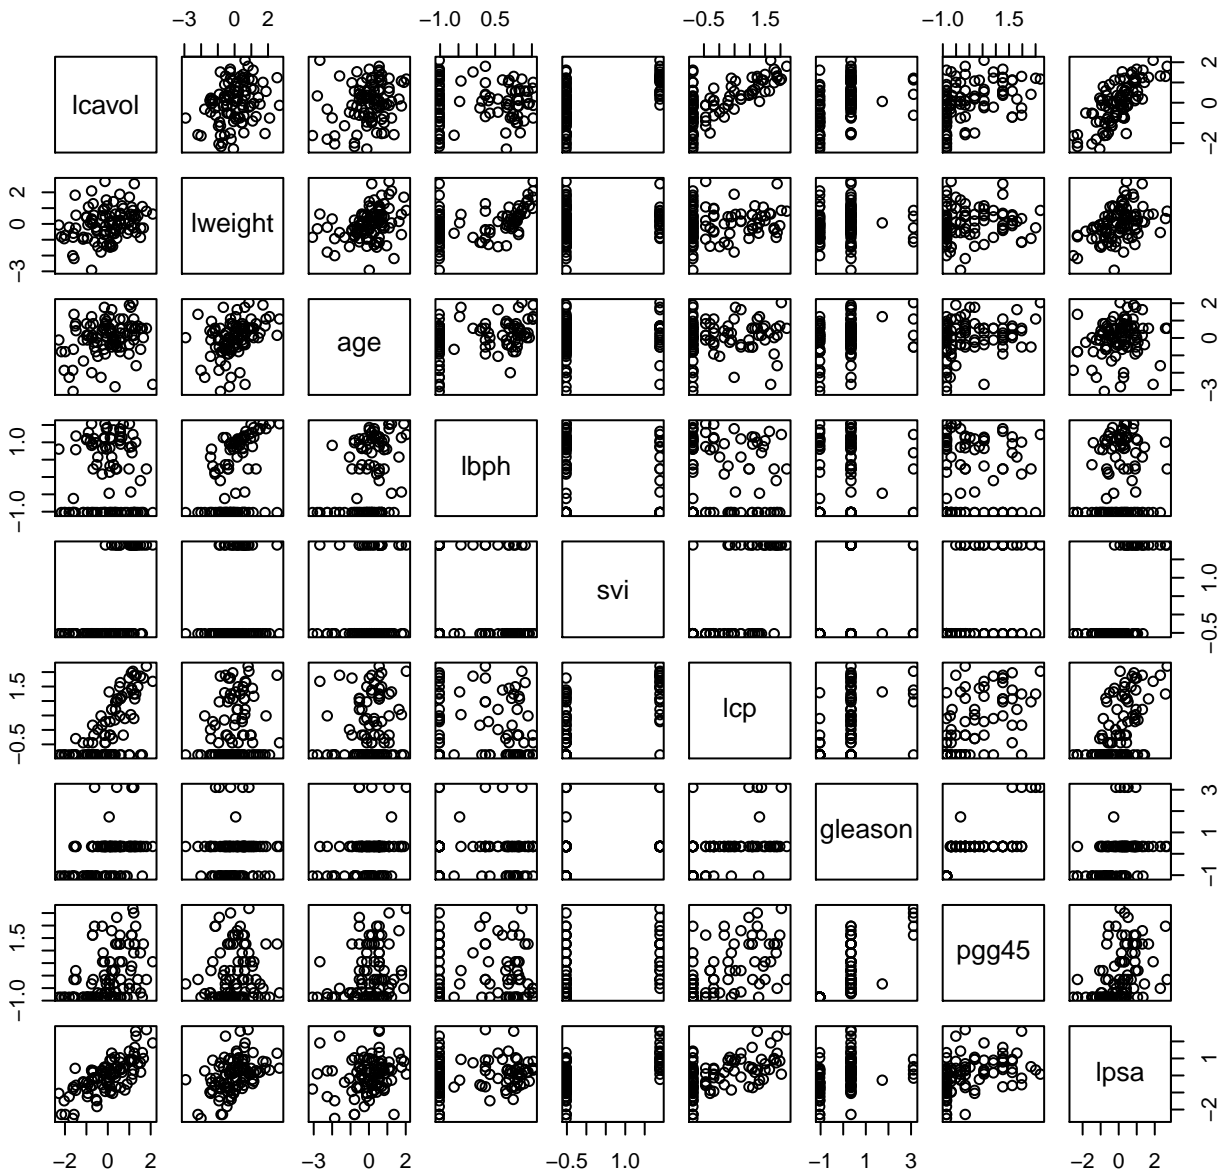 −3 0 2 −1.0 0.5 −0.5 1.5 −1.0 1.5
lcavol −2 0 2
−3 0 2 lweight
age −3 0 2
−1.0 1.0 lbph
svi −0.5 1.0
−0.5 1.5 lcp
gleason −1 1 3
−1.0 1.5 pgg45
lpsa −2 1
−2 0 2 −3 0 2 −0.5 1.0 −1 1 3 −2 0 2